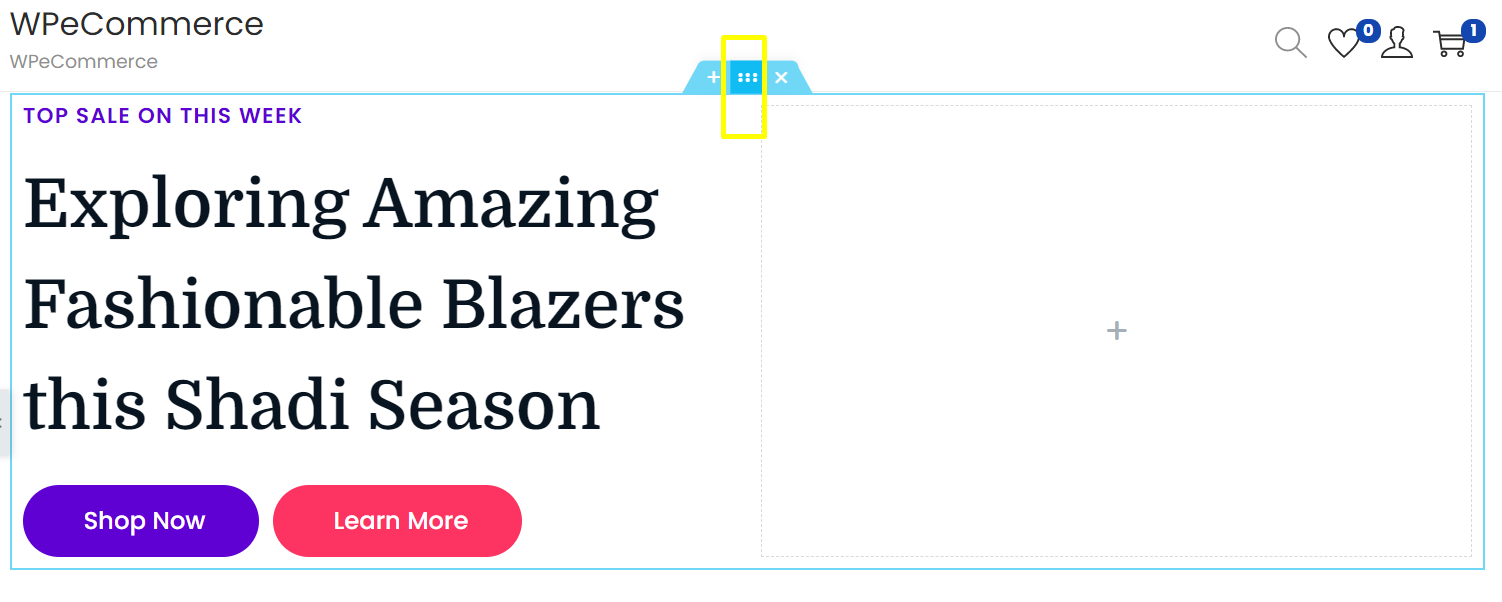 WPeCommerce
WPeCommerce
0
1
TOP SALE ON THIS WEEK
Exploring Amazing
Fashionable Blazers
this Shadi Season
Shop Now
Learn More